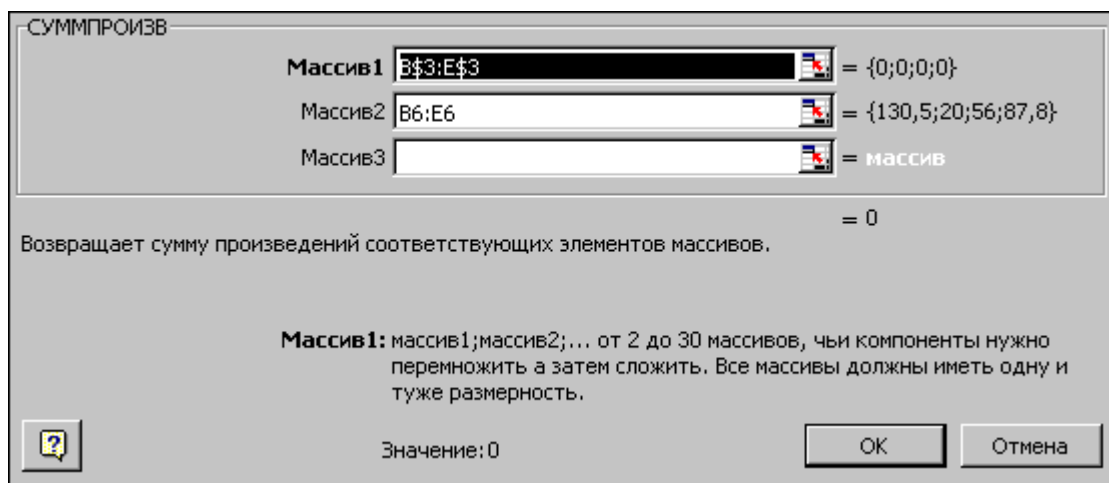 СУММПРОИЗВ
Массив1 B$3:E$3 = {0;0;0;0}
Массив2 B6:E6 = {130,5;20;56;87,8}
Массив3 = массив
= 0
Возвращает сумму произведений соответствующих элементов массивов.
Массив1: массив1;массив2;... от 2 до 30 массивов, чьи компоненты нужно
перемножить а затем сложить. Все массивы должны иметь одну и
туже размерность.
Значение:0 OK Отмена